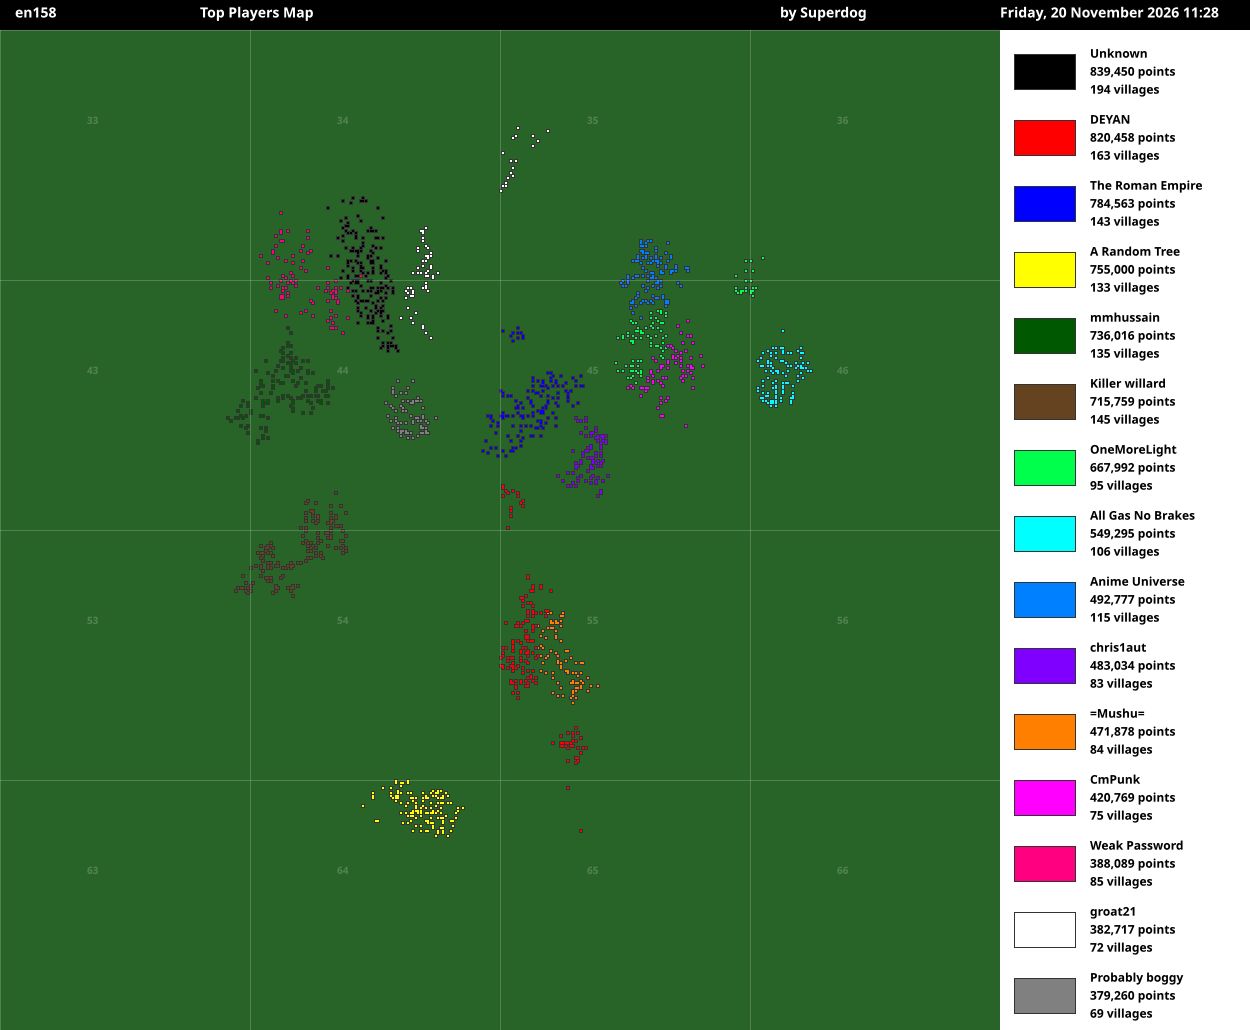 en158 Top Players Map by Superdog Friday, 20 November 2026 11:28
33 34 35 36
43 44 45 46
53 54 55 56
63 64 65 66
Unknown
839,450 points
194 villages
DEYAN
820,458 points
163 villages
The Roman Empire
784,563 points
143 villages
A Random Tree
755,000 points
133 villages
mmhussain
736,016 points
135 villages
Killer willard
715,759 points
145 villages
OneMoreLight
667,992 points
95 villages
All Gas No Brakes
549,295 points
106 villages
Anime Universe
492,777 points
115 villages
chris1aut
483,034 points
83 villages
=Mushu=
471,878 points
84 villages
CmPunk
420,769 points
75 villages
Weak Password
388,089 points
85 villages
groat21
382,717 points
72 villages
Probably boggy
379,260 points
69 villages